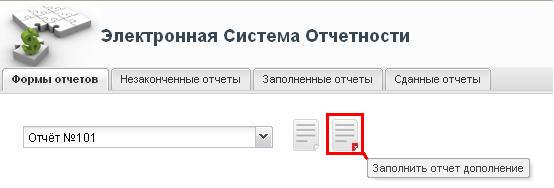 Электронная Система Отчетности
Формы отчетов Незаконченные отчеты Заполненные отчеты Сданные отчеты
Отчёт №101
Заполнить отчет дополнение